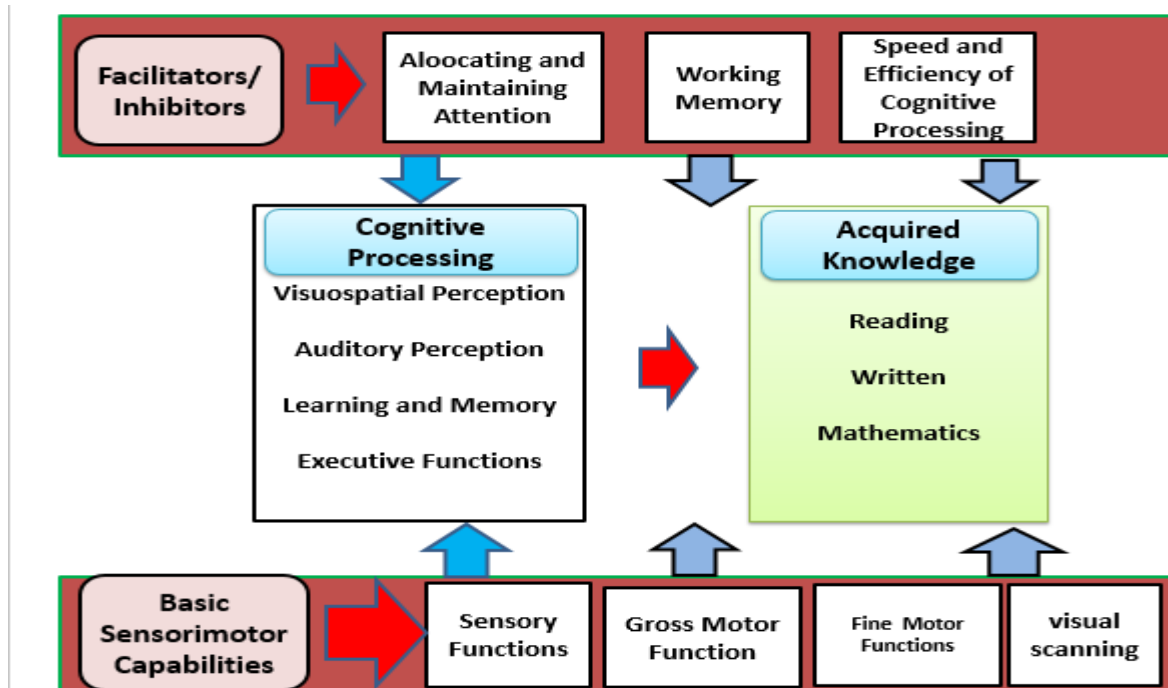 Facilitators/
Inhibitors
Aloocating and
Maintaining
Attention
Working
Memory
Speed and
Efficiency of
Cognitive
Processing
Cognitive
Processing
Visuospatial Perception
Auditory Perception
Learning and Memory
Executive Functions
Acquired
Knowledge
Reading
Written
Mathematics
Basic
Sensorimotor
Capabilities
Sensory
Functions
Gross Motor
Function
Fine Motor
Functions
visual
scanning